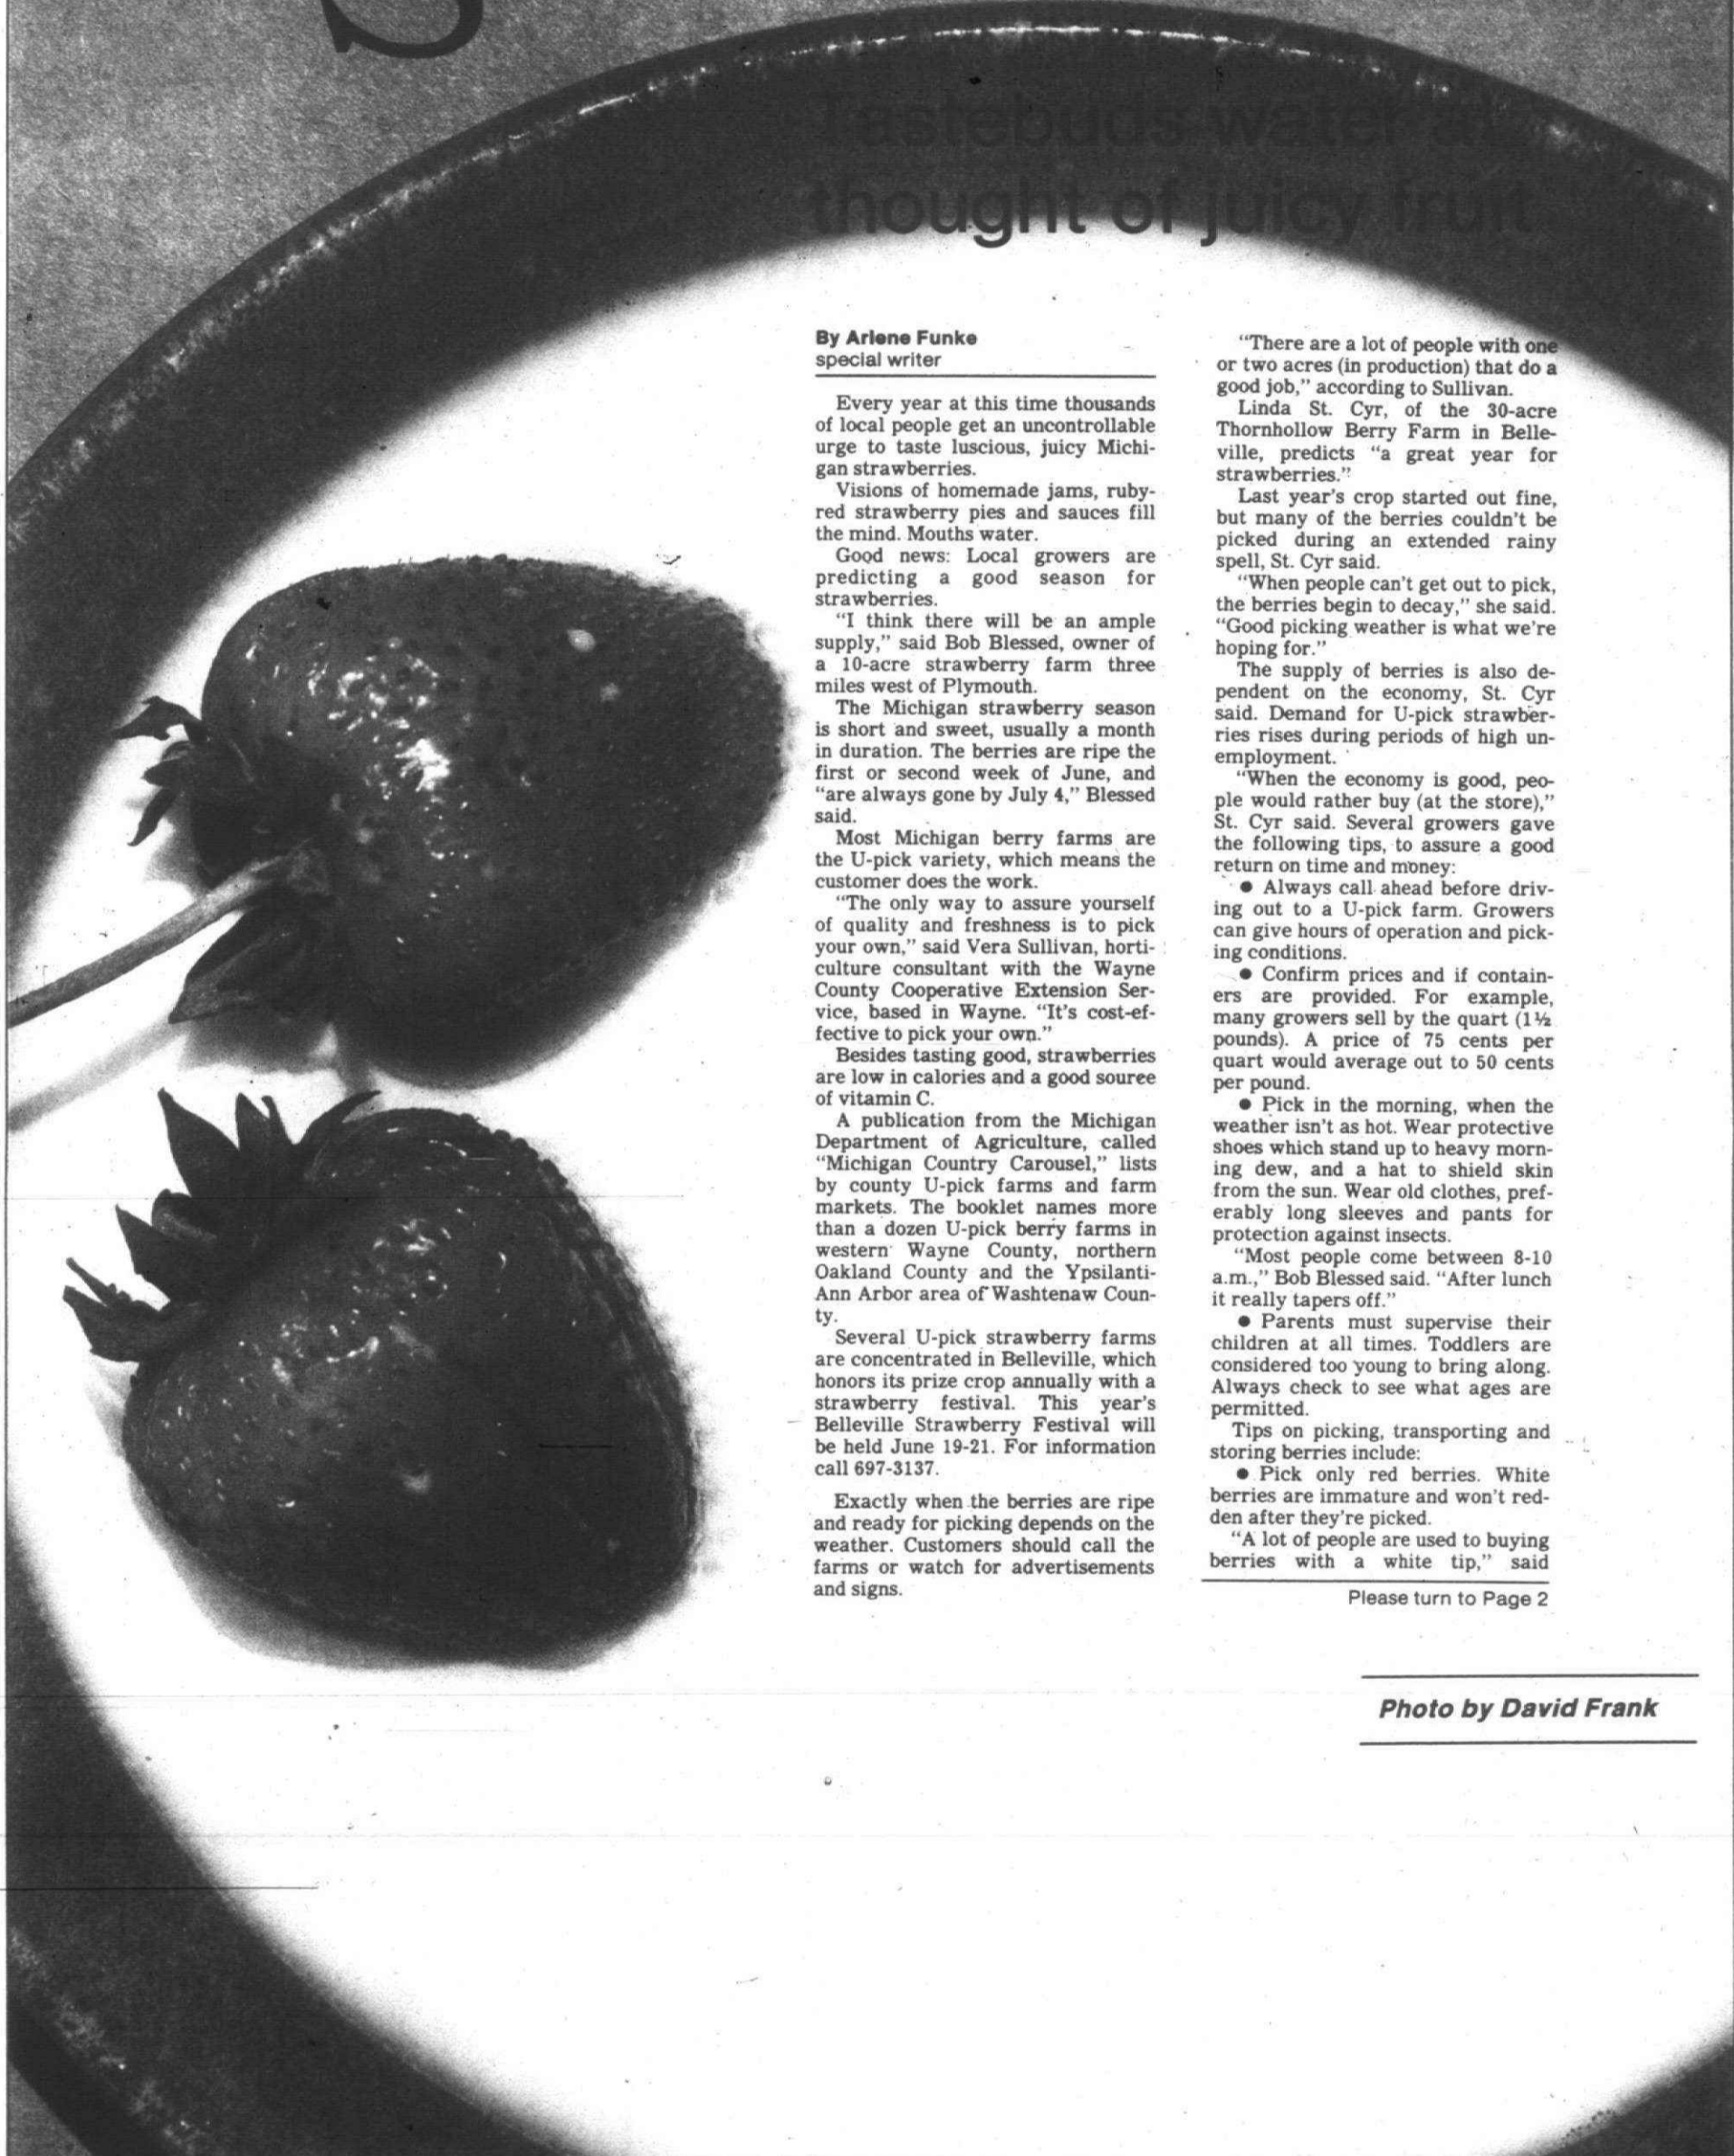 S
Tastebuds water at
thought of juicy fruit
By Arlene Funke
special writer
Every year at this time thousands
of local people get an uncontrollable
urge to taste luscious, juicy Michi-
gan strawberries.
Visions of homemade jams, ruby-
red strawberry pies and sauces fill
the mind. Mouths water.
Good news: Local growers are
predicting a good season for
strawberries.
"I think there will be an ample
supply," said Bob Blessed, owner of
a 10-acre strawberry farm three
miles west of Plymouth.
The Michigan strawberry season
is short and sweet, usually a month
in duration. The berries are ripe the
first or second week of June, and
"are always gone by July 4," Blessed
said.
Most Michigan berry farms are
the U-pick variety, which means the
customer does the work.
"The only way to assure yourself
of quality and freshness is to pick
your own," said Vera Sullivan, horti-
culture consultant with the Wayne
County Cooperative Extension Ser-
vice, based in Wayne. "It's cost-ef-
fective to pick your own."
Besides tasting good, strawberries
are low in calories and a good souree
of vitamin C.
A publication from the Michigan
Department of Agriculture, called
"Michigan Country Carousel," lists
by county U-pick farms and farm
markets. The booklet names more
than a dozen U-pick berry farms in
western Wayne County, northern
Oakland County and the Ypsilanti-
Ann Arbor area of Washtenaw Coun-
ty.
Several U-pick strawberry farms
are concentrated in Belleville, which
honors its prize crop annually with a
strawberry festival. This year's
Belleville Strawberry Festival will
be held June 19-21. For information
call 697-3137.
Exactly when the berries are ripe
and ready for picking depends on the
weather. Customers should call the
farms or watch for advertisements
and signs.
"There are a lot of people with one
or two acres (in production) that do a
good job," according to Sullivan.
Linda St. Cyr, of the 30-acre
Thornhollow Berry Farm in Belle-
ville, predicts "a great year for
strawberries."
Last year's crop started out fine,
but many of the berries couldn't be
picked during an extended rainy
spell, St. Cyr said.
"When people can't get out to pick,
the berries begin to decay," she said.
"Good picking weather is what we're
hoping for."
The supply of berries is also de-
pendent on the economy, St. Cyr
said. Demand for U-pick strawber-
ries rises during periods of high un-
employment.
"When the economy is good, peo-
ple would rather buy (at the store),"
St. Cyr said. Several growers gave
the following tips, to assure a good
return on time and money:
● Always call ahead before driv-
ing out to a U-pick farm. Growers
can give hours of operation and pick-
ing conditions.
● Confirm prices and if contain-
ers are provided. For example,
many growers sell by the quart (1½
pounds). A price of 75 cents per
quart would average out to 50 cents
per pound.
● Pick in the morning, when the
weather isn't as hot. Wear protective
shoes which stand up to heavy morn-
ing dew, and a hat to shield skin
from the sun. Wear old clothes, pref-
erably long sleeves and pants for
protection against insects.
"Most people come between 8-10
a.m.," Bob Blessed said. "After lunch
it really tapers off."
● Parents must supervise their
children at all times. Toddlers are
considered too young to bring along.
Always check to see what ages are
permitted.
Tips on picking, transporting and
storing berries include:
● Pick only red berries. White
berries are immature and won't red-
den after they're picked.
"A lot of people are used to buying
berries with a white tip," said
Please turn to Page 2
Photo by David Frank